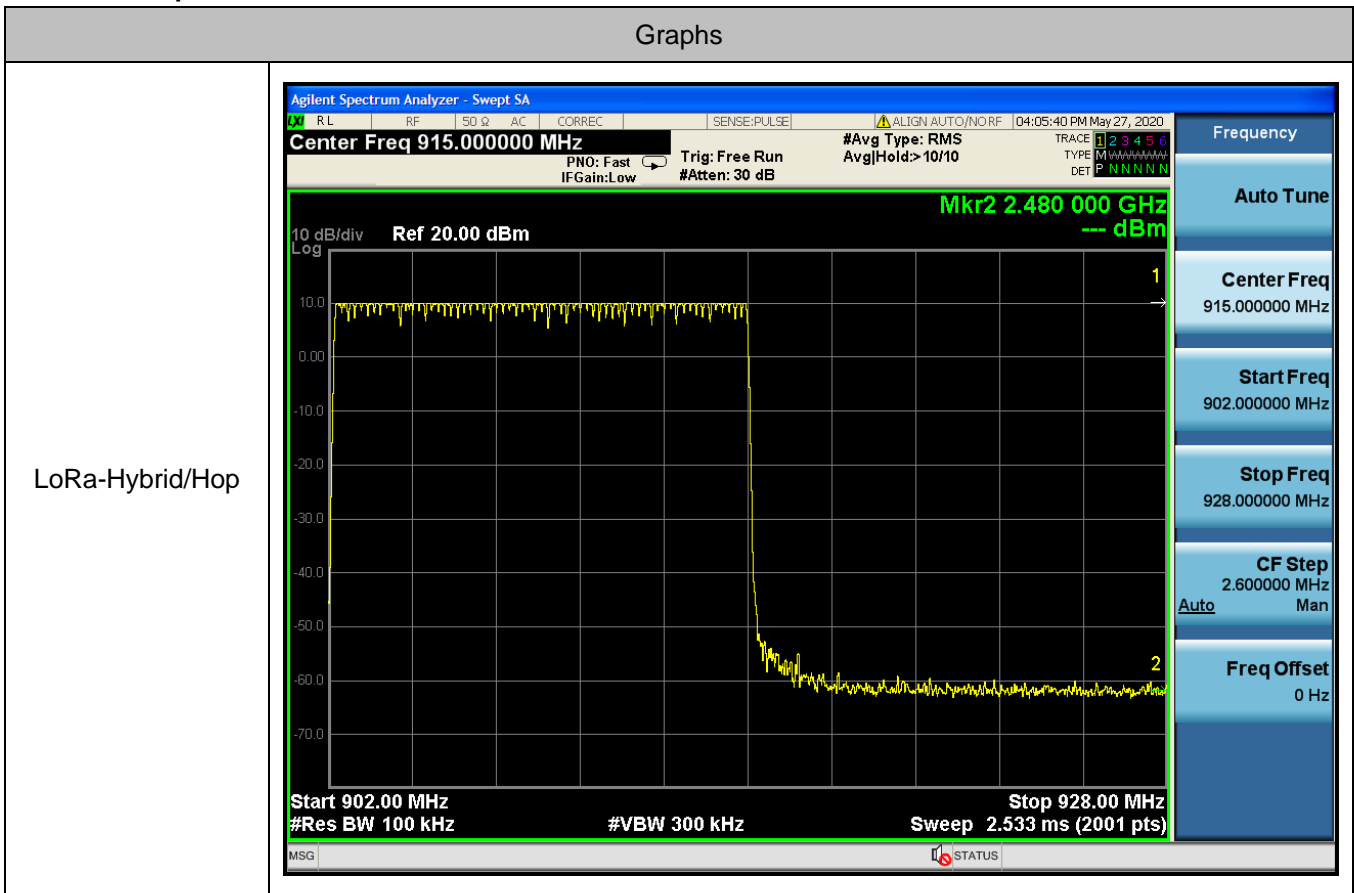 Graphs
LoRa-Hybrid/Hop
Agilent Spectrum Analyzer - Swept SA
LXI RL RF 50 Ω AC CORREC SENSE:PULSE ALIGN AUTO/NO RF 04:05:40 PM May 27, 2020
Center Freq 915.000000 MHz
PNO: Fast
IFGain:Low
Trig: Free Run
#Atten: 30 dB
#Avg Type: RMS
Avg|Hold:>10/10
TRACE 1 2 3 4 5 6
TYPE M
DET P N N N N N
Mkr2 2.480 000 GHz
--- dBm
10 dB/div Ref 20.00 dBm
Log
10.0
0.00
-10.0
-20.0
-30.0
-40.0
-50.0
-60.0
-70.0
1
2
Start 902.00 MHz
Stop 928.00 MHz
#Res BW 100 kHz
#VBW 300 kHz
Sweep 2.533 ms (2001 pts)
MSG
STATUS
Frequency
Auto Tune
Center Freq
915.000000 MHz
Start Freq
902.000000 MHz
Stop Freq
928.000000 MHz
CF Step
2.600000 MHz
Auto Man
Freq Offset
0 Hz